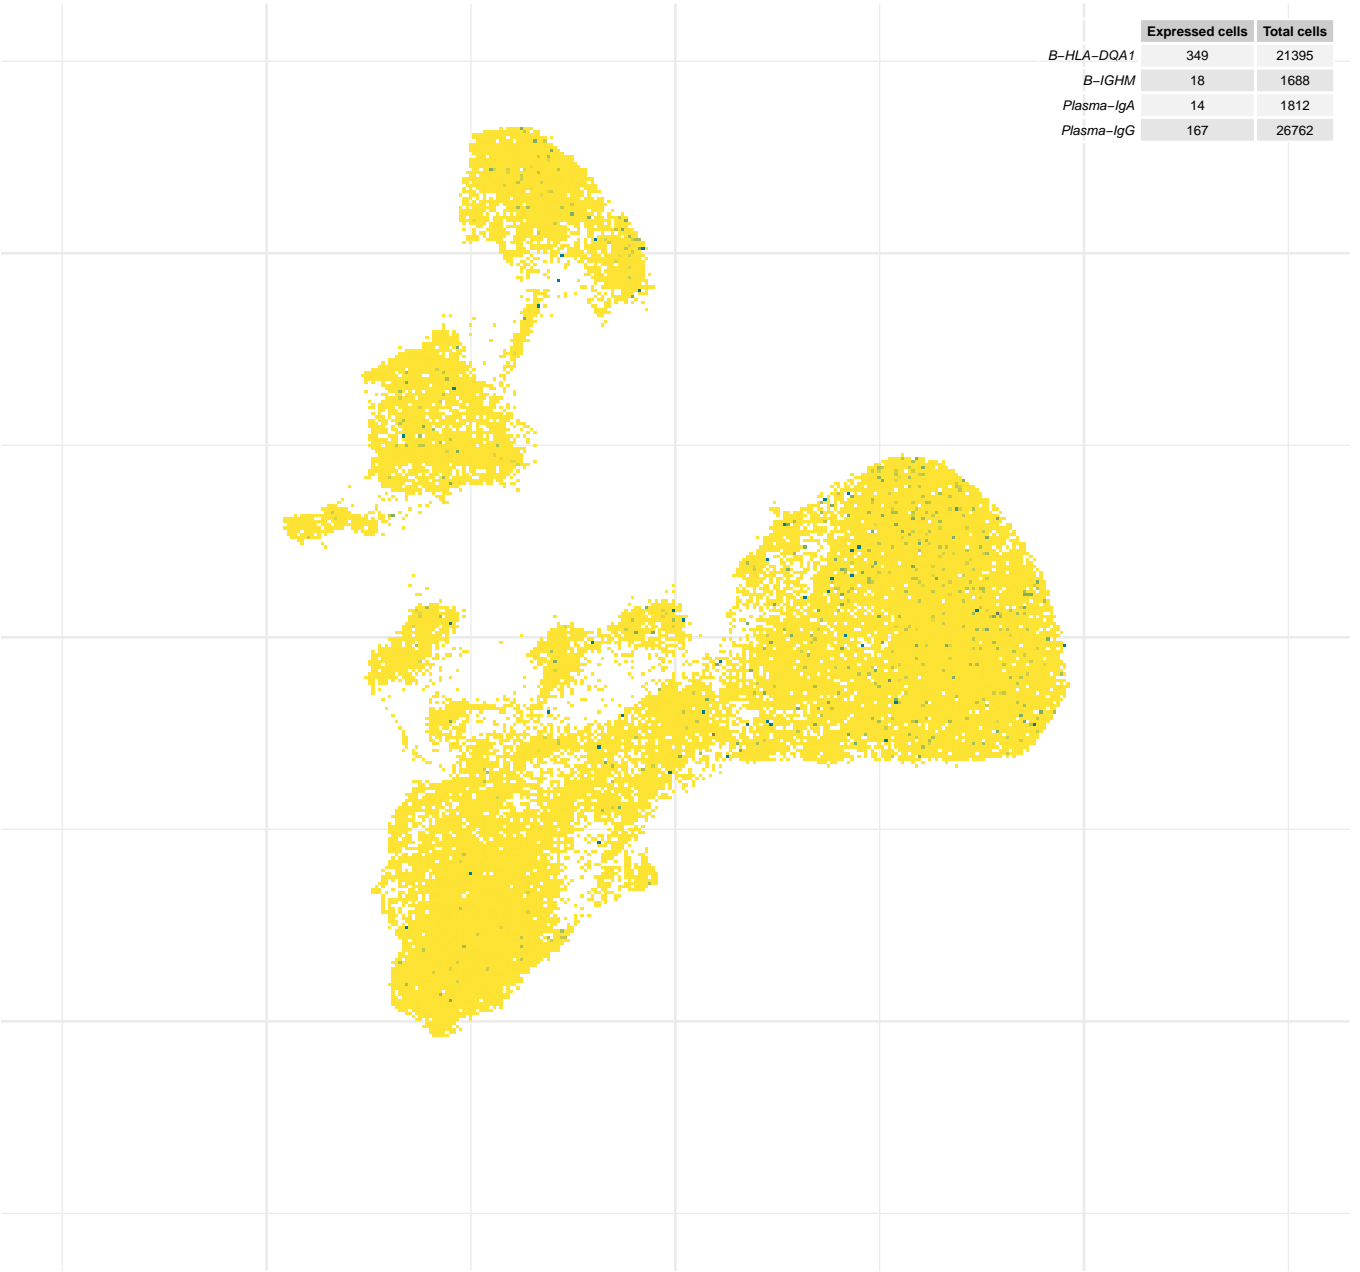 Expressed cells Total cells
B−HLA−DQA1 349 21395
B−IGHM 18 1688
Plasma−IgA 14 1812
Plasma−IgG 167 26762